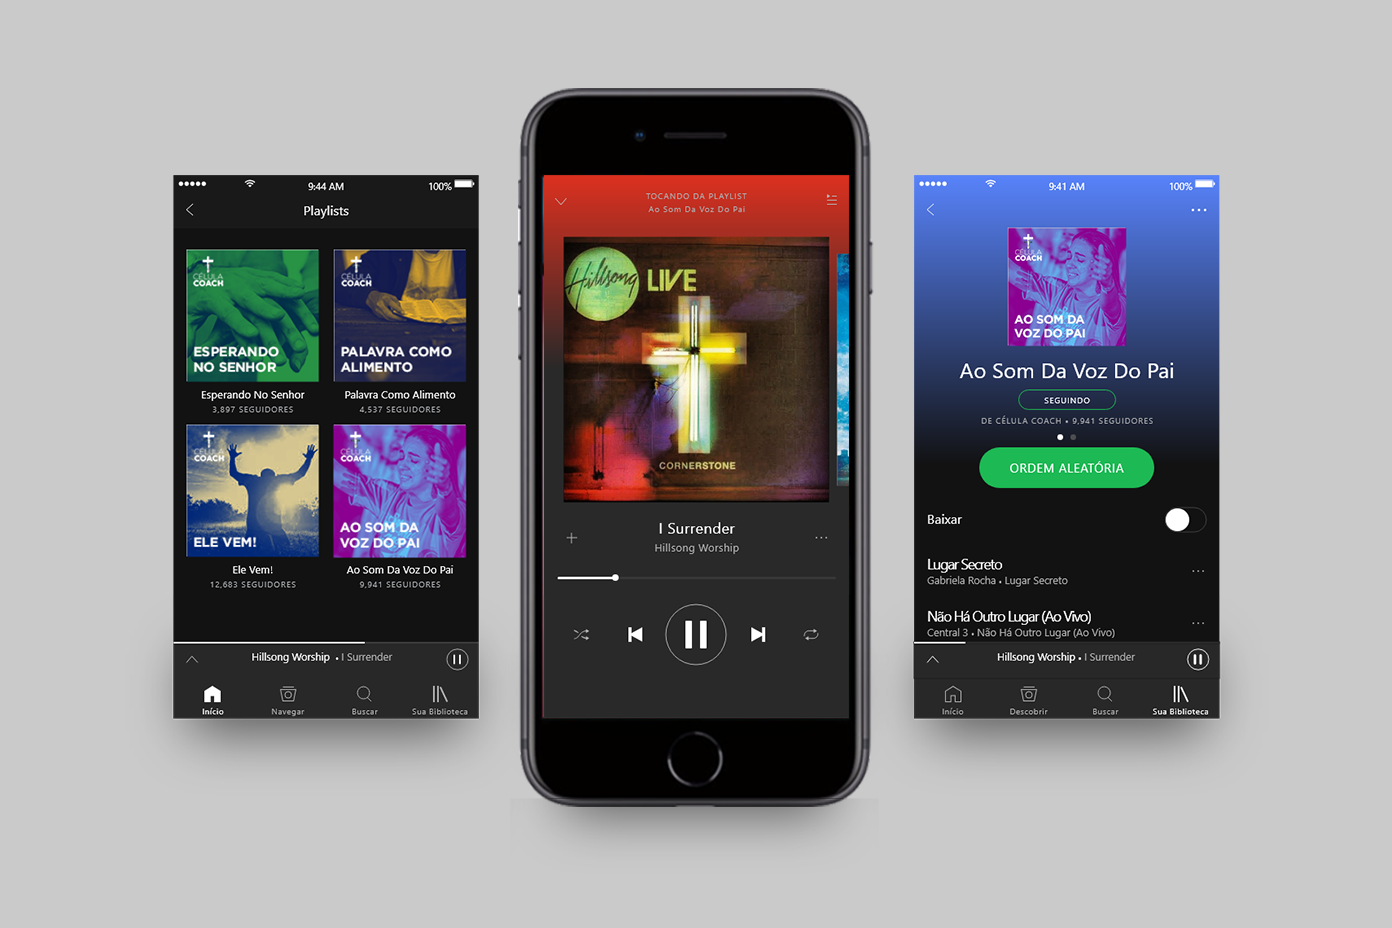 9:44 AM
100%
Playlists
CÉLULA
COACH
ESPERANDO
NO SENHOR
Esperando No Senhor
3,897 SEGUIDORES
CÉLULA
COACH
PALAVRA COMO
ALIMENTO
Palavra Como Alimento
4,537 SEGUIDORES
CÉLULA
COACH
ELE VEM!
Ele Vem!
12,683 SEGUIDORES
CÉLULA
COACH
AO SOM DA
VOZ DO PAI
Ao Som Da Voz Do Pai
9,941 SEGUIDORES
Hillsong Worship • I Surrender
Início
Navegar
Buscar
Sua Biblioteca
TOCANDO DA PLAYLIST
Ao Som Da Voz Do Pai
Hillsong LIVE
CORNERSTONE
I Surrender
Hillsong Worship
9:41 AM
100%
CÉLULA
COACH
AO SOM DA
VOZ DO PAI
Ao Som Da Voz Do Pai
SEGUINDO
DE CÉLULA COACH • 9,941 SEGUIDORES
ORDEM ALEATÓRIA
Baixar
Lugar Secreto
Gabriela Rocha • Lugar Secreto
Não Há Outro Lugar (Ao Vivo)
Central 3 • Não Há Outro Lugar (Ao Vivo)
Hillsong Worship • I Surrender
Início
Descobrir
Buscar
Sua Biblioteca